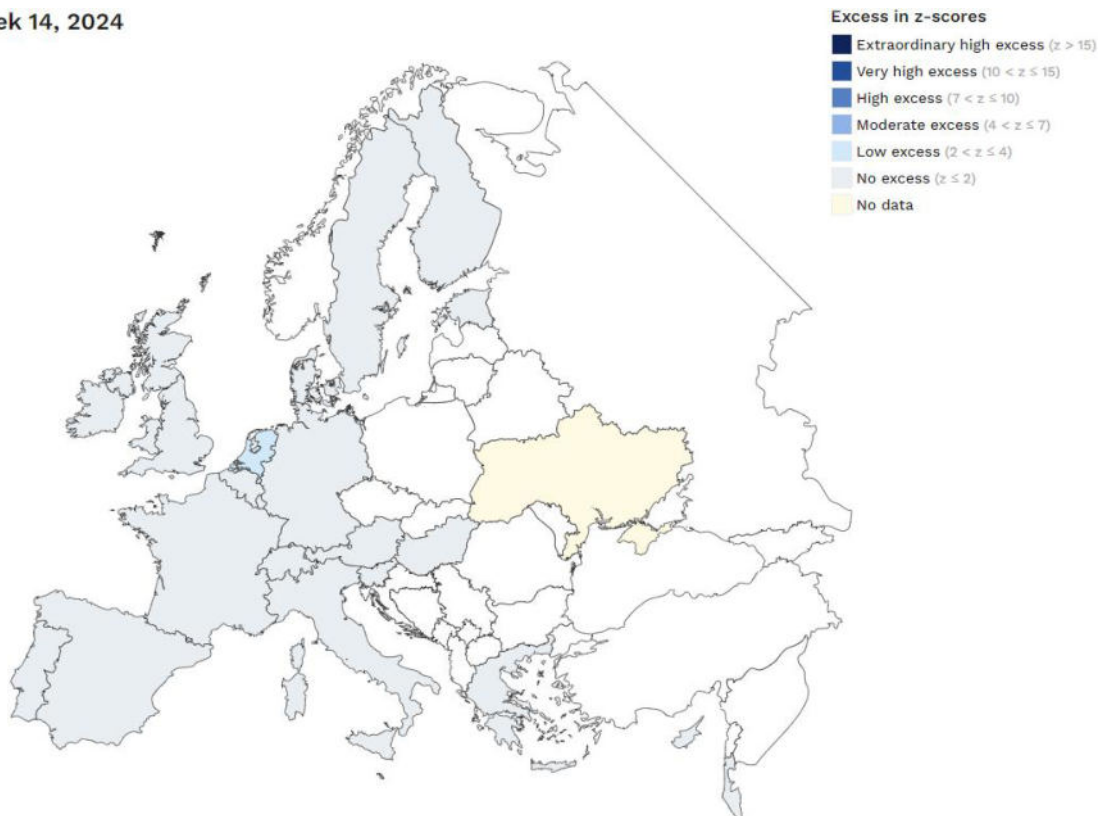 ek 14, 2024
Excess in z-scores
Extraordinary high excess (z > 15)
Very high excess (10 < z ≤ 15)
High excess (7 < z ≤ 10)
Moderate excess (4 < z ≤ 7)
Low excess (2 < z ≤ 4)
No excess (z ≤ 2)
No data